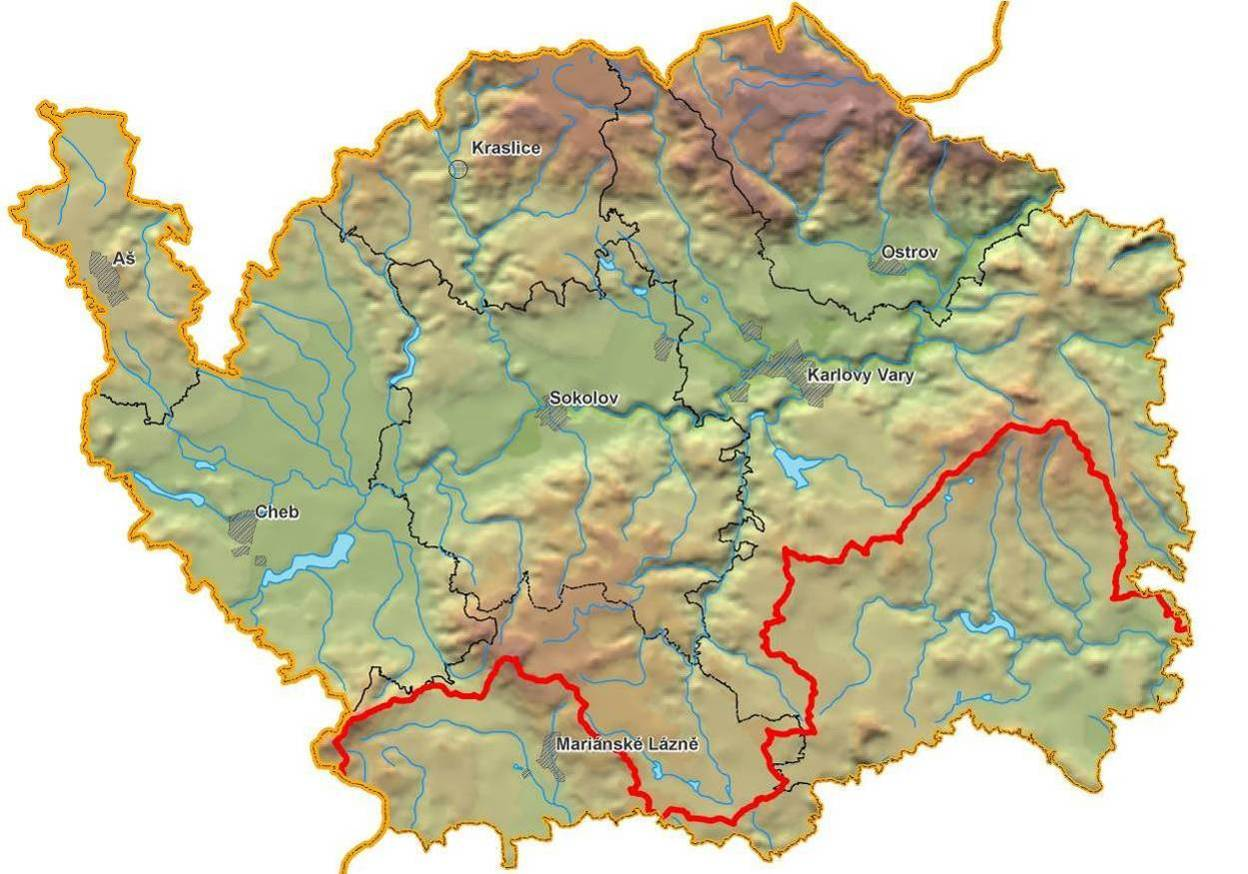 Kraslice
Aš
Ostrov
Karlovy Vary
Sokolov
Cheb
Mariánské Lázně